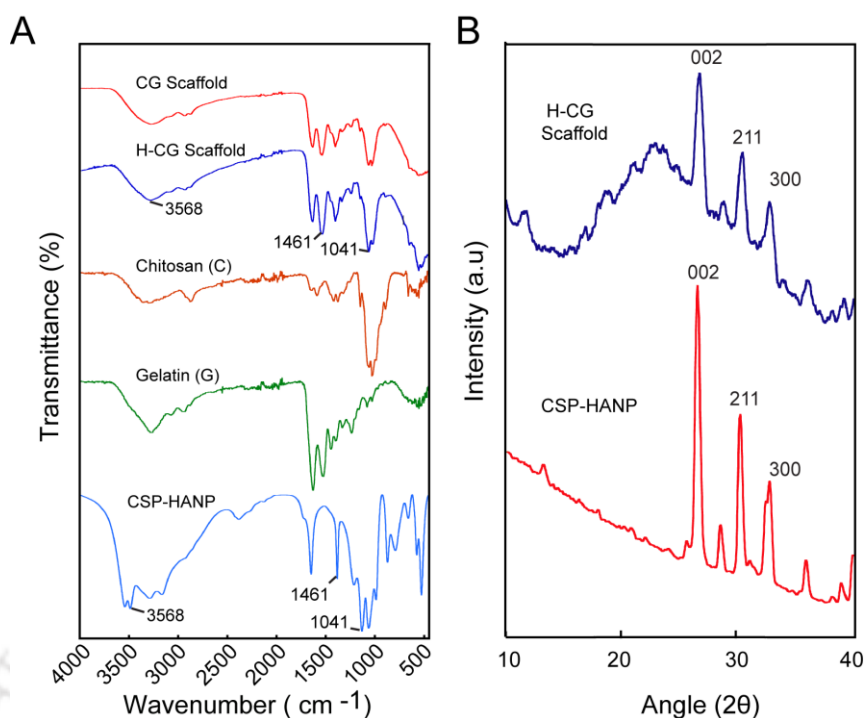 A
CG Scaffold
H-CG Scaffold
3568
1461
1041
Chitosan (C)
Gelatin (G)
CSP-HANP
3568
1461
1041
Transmittance (%)
4000
3500
3000
2500
2000
1500
1000
500
Wavenumber ( cm -1)
B
002
H-CG
Scaffold
211
300
002
CSP-HANP
211
300
Intensity (a.u)
10
20
30
40
Angle (2θ)